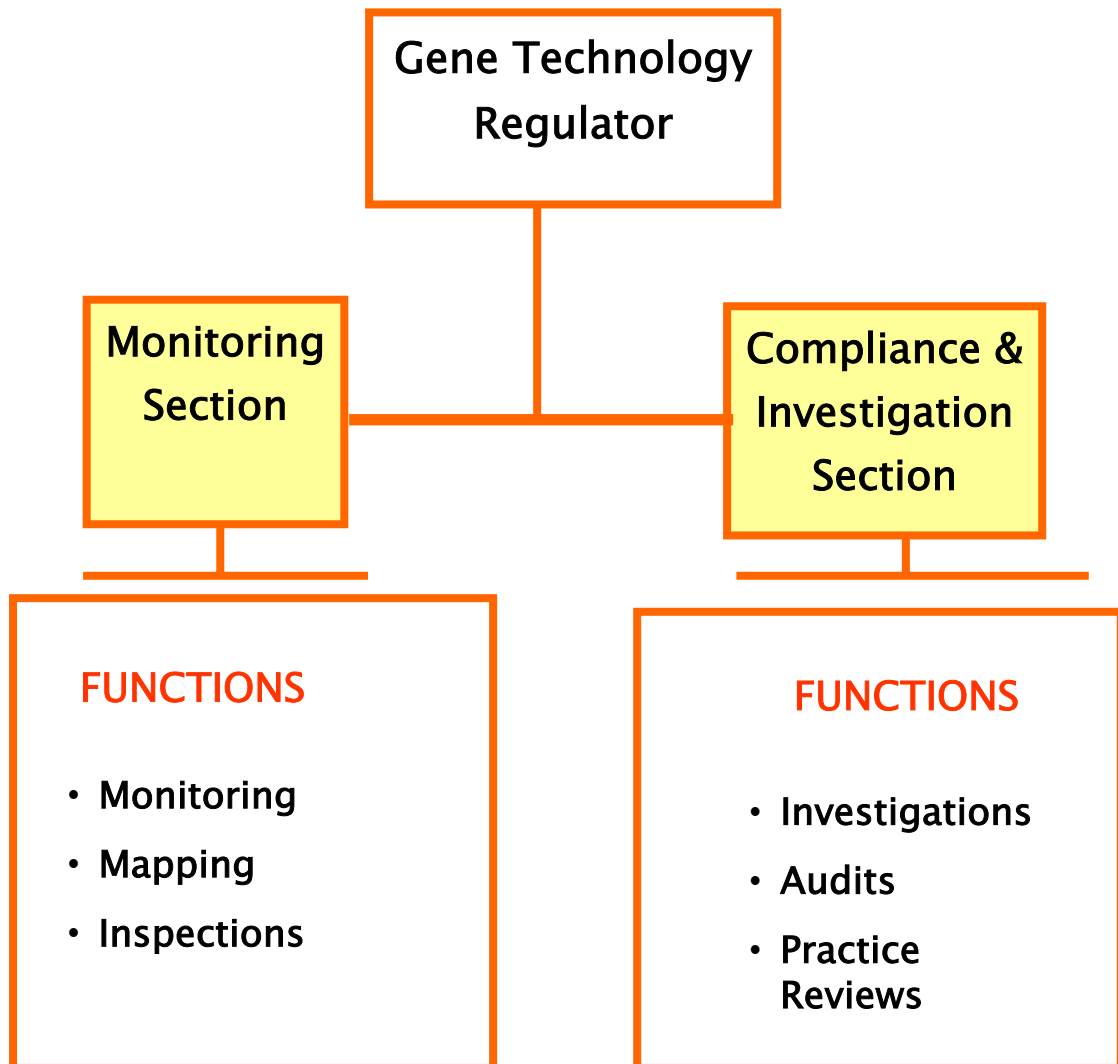 Gene Technology
Regulator
Monitoring
Section
Compliance &
Investigation
Section
FUNCTIONS
• Monitoring
• Mapping
• Inspections
FUNCTIONS
• Investigations
• Audits
• Practice
Reviews